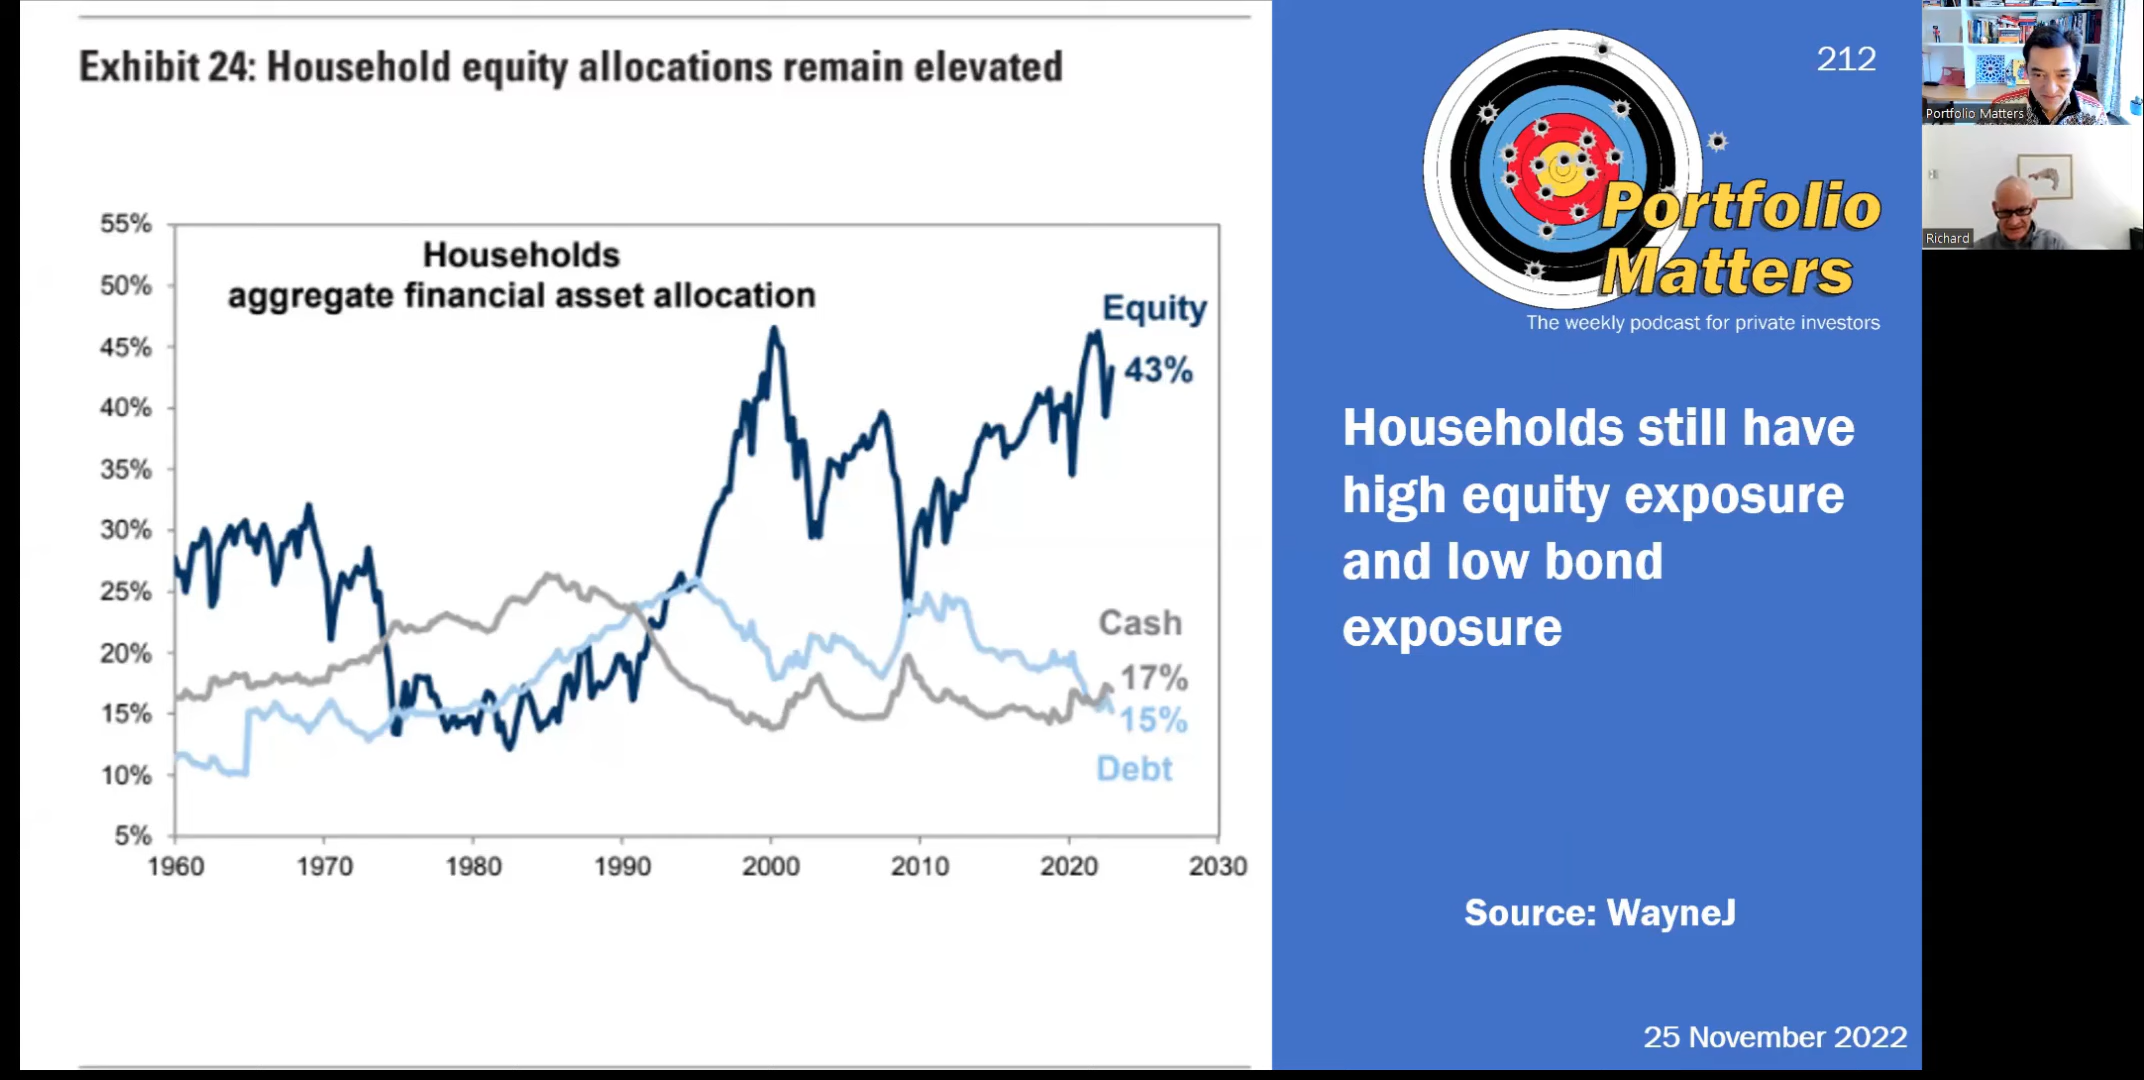 Exhibit 24: Household equity allocations remain elevated
Households
aggregate financial asset allocation
55%
50%
45%
40%
35%
30%
25%
20%
15%
10%
5%
1960 1970 1980 1990 2000 2010 2020 2030
Equity
43%
Cash
17%
15%
Debt
212
Portfolio
Matters
The weekly podcast for private investors
Households still have
high equity exposure
and low bond
exposure
Source: WayneJ
25 November 2022
Portfolio Matters
Richard